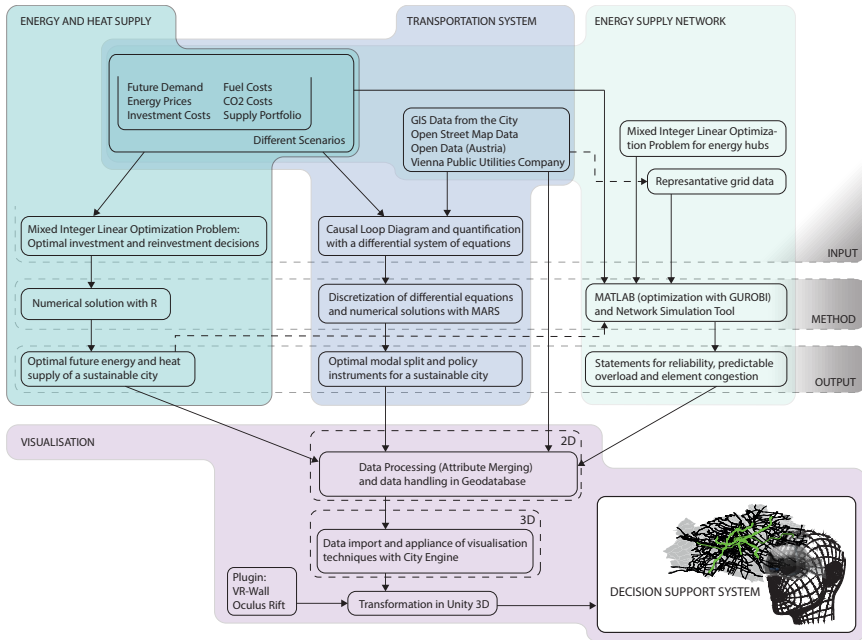 ENERGY AND HEAT SUPPLY
TRANSPORTATION SYSTEM
ENERGY SUPPLY NETWORK
Future Demand
Energy Prices
Investment Costs
Fuel Costs
CO2 Costs
Supply Portfolio
Different Scenarios
GIS Data from the City
Open Street Map Data
Open Data (Austria)
Vienna Public Utilities Company
Mixed Integer Linear Optimiza-
tion Problem for energy hubs
Represantative grid data
Mixed Integer Linear Optimization Problem:
Optimal investment and reinvestment decisions
Causal Loop Diagram and quantification
with a differential system of equations
INPUT
Numerical solution with R
Discretization of differential equations
and numerical solutions with MARS
MATLAB (optimization with GUROBI)
and Network Simulation Tool
METHOD
Optimal future energy and heat
supply of a sustainable city
Optimal modal split and policy
instruments for a sustainable city
Statements for reliability, predictable
overload and element congestion
OUTPUT
VISUALISATION
2D
Data Processing (Attribute Merging)
and data handling in Geodatabase
3D
Data import and appliance of visualisation
techniques with City Engine
Plugin:
VR-Wall
Oculus Rift
Transformation in Unity 3D
DECISION SUPPORT SYSTEM